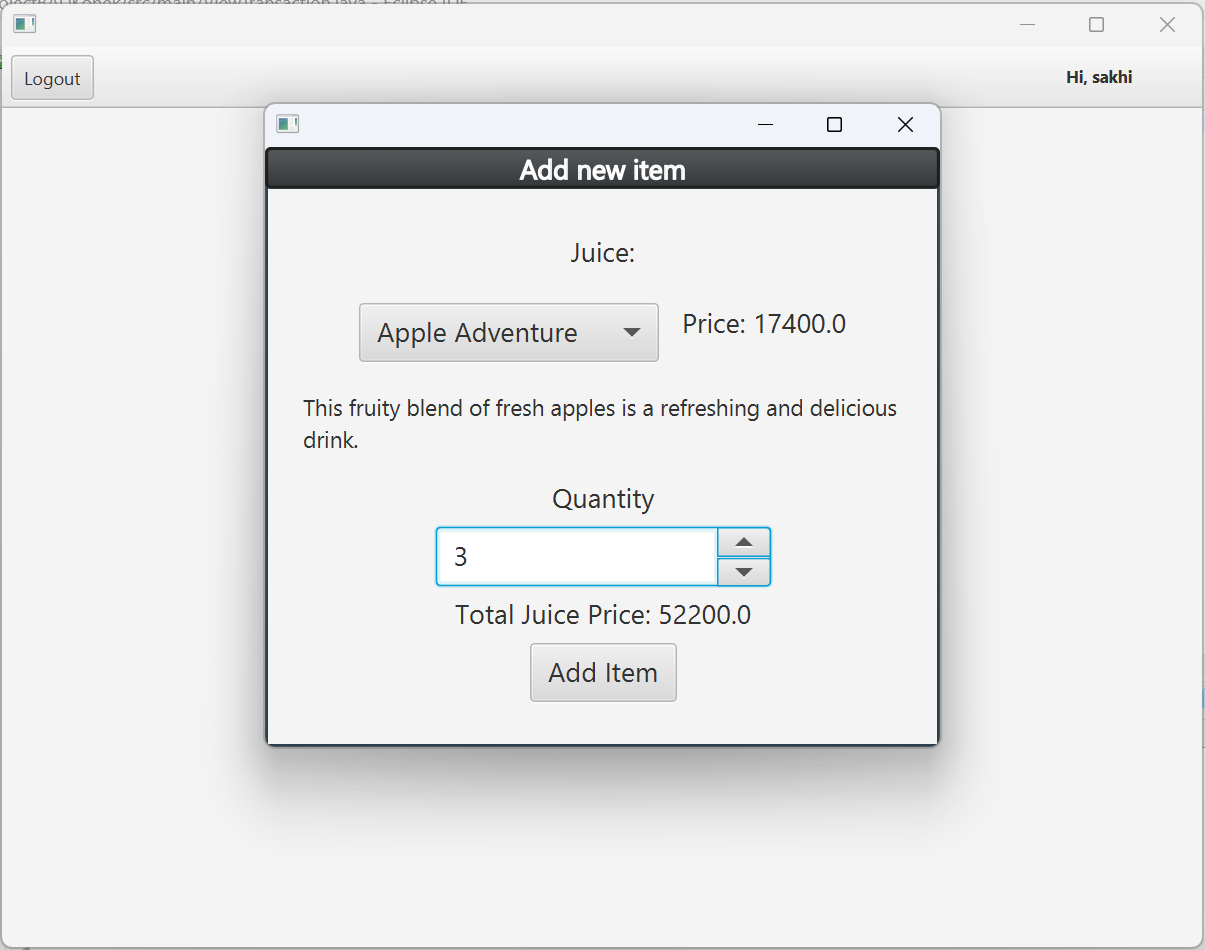 Logout
Hi, sakhi
Add new item
Juice:
Apple Adventure
Price: 17400.0
This fruity blend of fresh apples is a refreshing and delicious
drink.
Quantity
3
Total Juice Price: 52200.0
Add Item